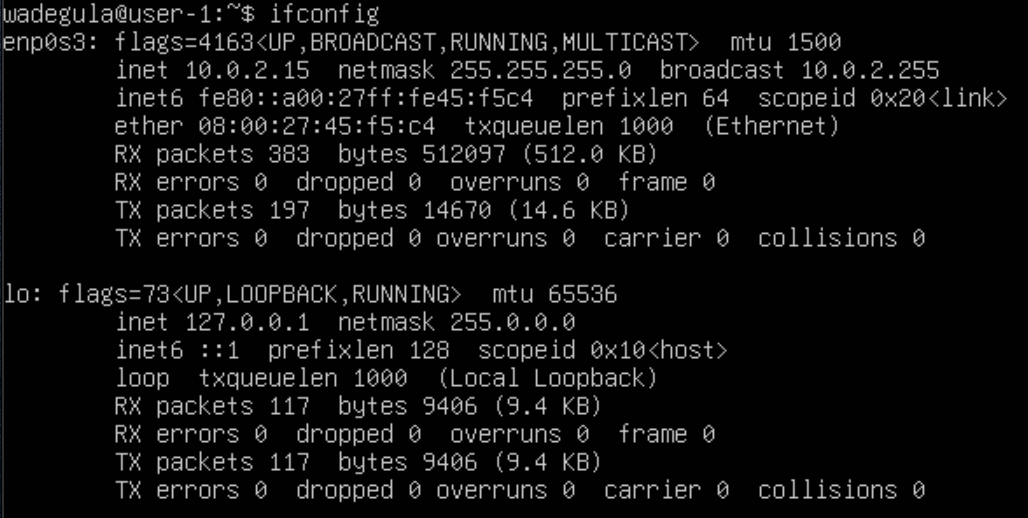 wadegula@user-1:~$ ifconfig
enp0s3: flags=4163<UP,BROADCAST,RUNNING,MULTICAST>  mtu 1500
        inet 10.0.2.15  netmask 255.255.255.0  broadcast 10.0.2.255
        inet6 fe80::a00:27ff:fe45:f5c4  prefixlen 64  scopeid 0x20<link>
        ether 08:00:27:45:f5:c4  txqueuelen 1000  (Ethernet)
        RX packets 383  bytes 512097 (512.0 KB)
        RX errors 0  dropped 0  overruns 0  frame 0
        TX packets 197  bytes 14670 (14.6 KB)
        TX errors 0  dropped 0 overruns 0  carrier 0  collisions 0

lo: flags=73<UP,LOOPBACK,RUNNING>  mtu 65536
        inet 127.0.0.1  netmask 255.0.0.0
        inet6 ::1  prefixlen 128  scopeid 0x10<host>
        loop  txqueuelen 1000  (Local Loopback)
        RX packets 117  bytes 9406 (9.4 KB)
        RX errors 0  dropped 0  overruns 0  frame 0
        TX packets 117  bytes 9406 (9.4 KB)
        TX errors 0  dropped 0 overruns 0  carrier 0  collisions 0